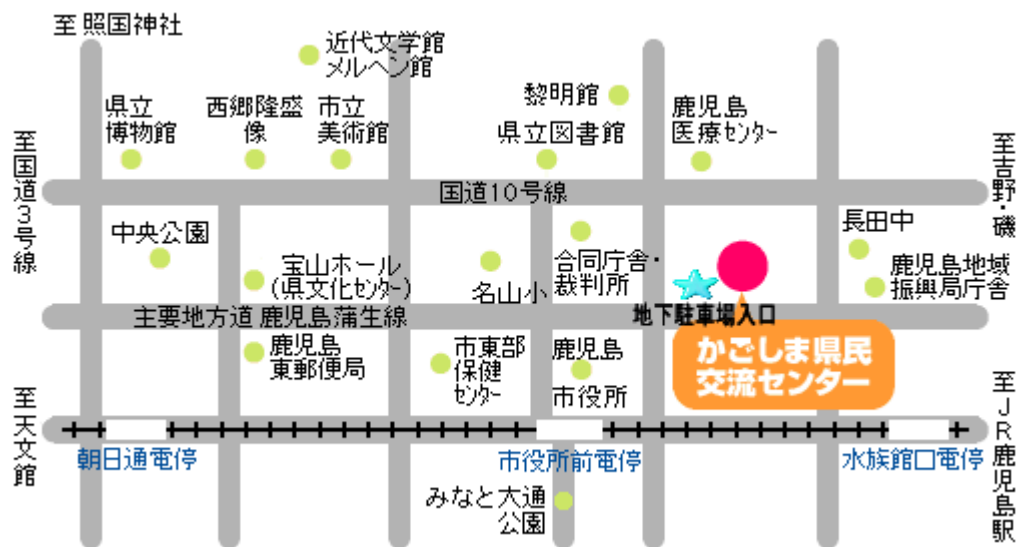 至 照国神社
近代文学館
メルヘン館
黎明館
県立
博物館
西郷隆盛
像
市立
美術館
県立図書館
鹿児島
医療センター
至国道3号線
国道10号線
至吉野・磯
中央公園
宝山ホール
(県文化センター)
名山小
合同庁舎・
裁判所
長田中
鹿児島地域
振興局庁舎
地下駐車場入口
主要地方道 鹿児島蒲生線
かごしま県民
交流センター
鹿児島
東郵便局
市東部
保健
センター
鹿児島
市役所
至天文館
至JR鹿児島駅
朝日通電停
市役所前電停
水族館口電停
みなと大通
公園